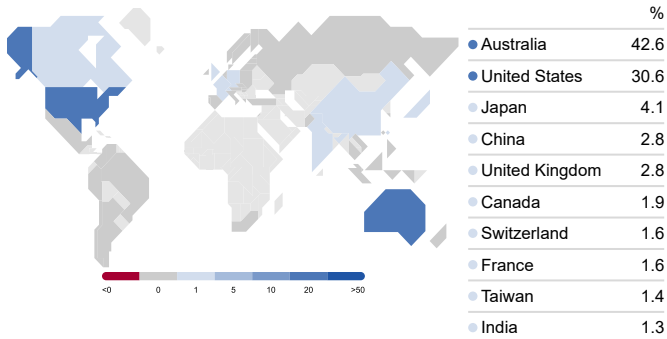 %
Australia 42.6
United States 30.6
Japan 4.1
China 2.8
United Kingdom 2.8
Canada 1.9
Switzerland 1.6
France 1.6
Taiwan 1.4
India 1.3
<0 0 1 5 10 20 >50